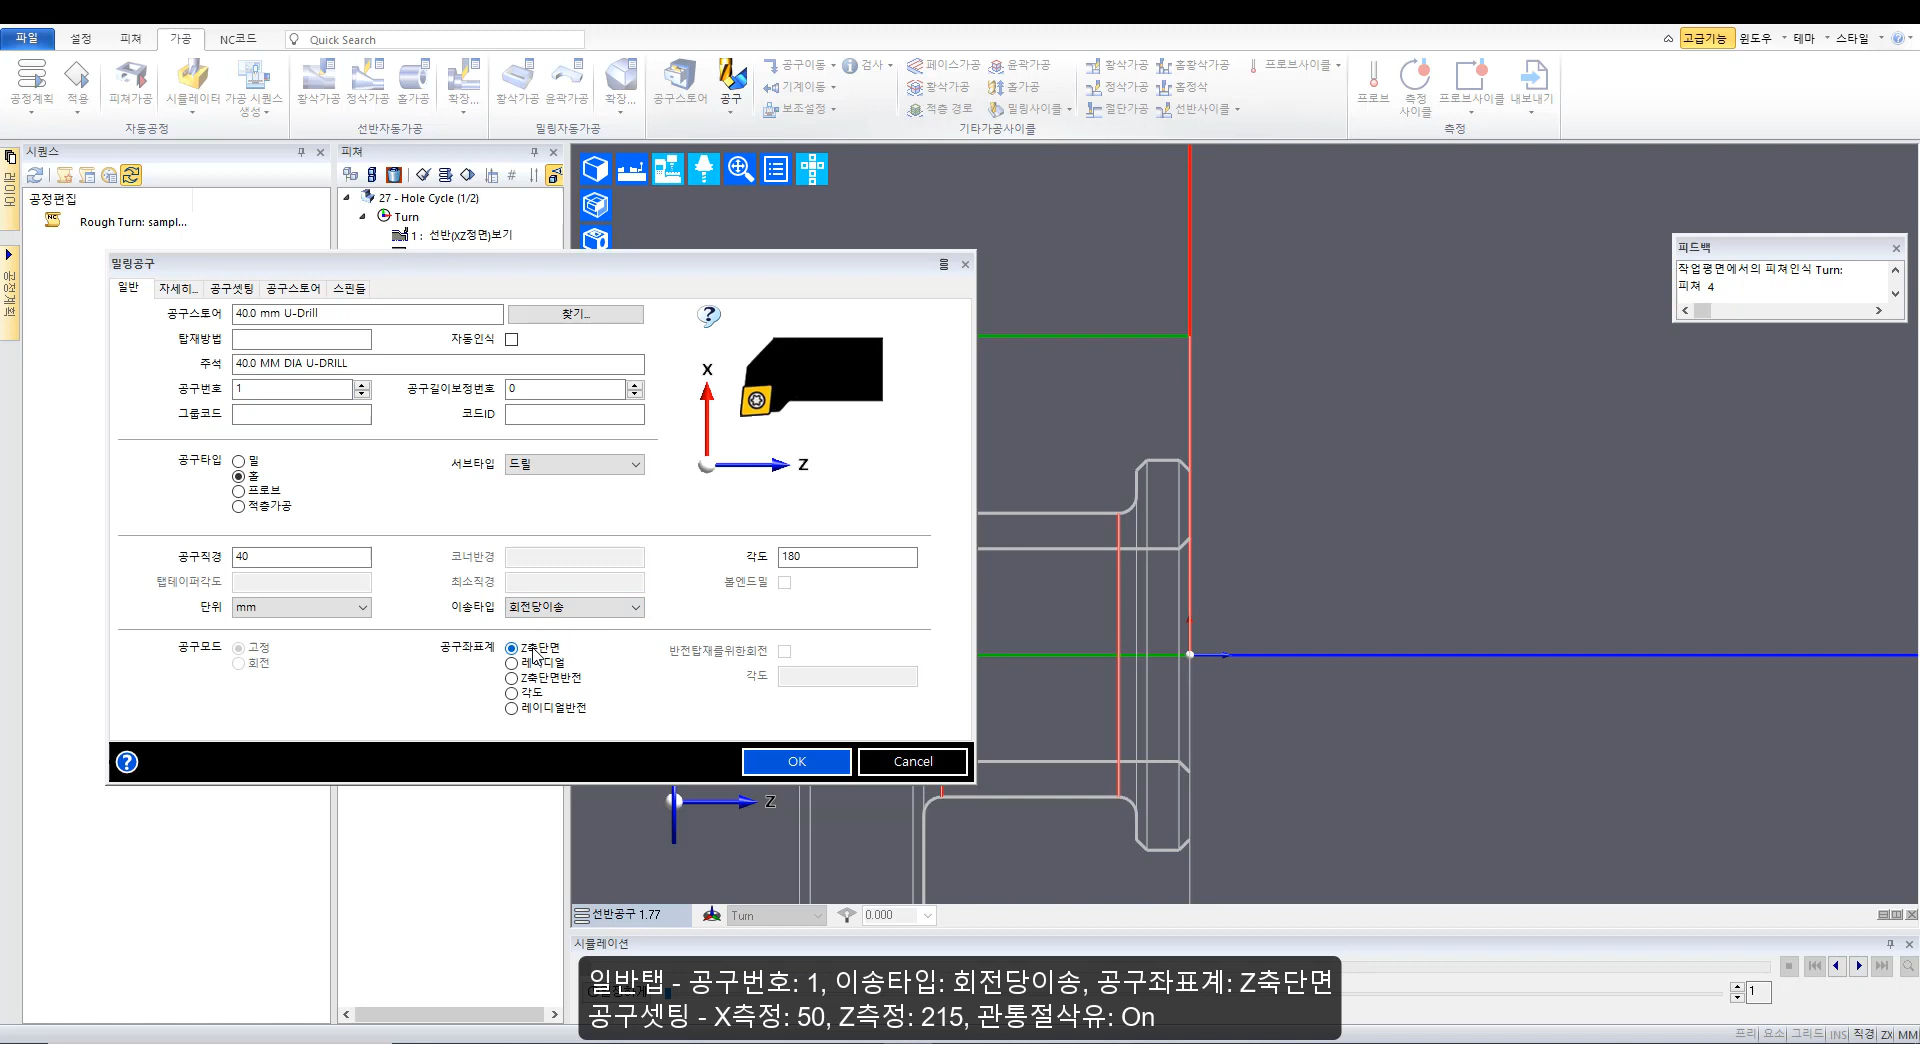 파일 설정 피쳐 가공 NC코드 Quick Search 고급기능 윈도우 테마 스타일
공정계획 적용 피쳐가공 시뮬레이터 가공 시퀀스 생성
자동공정
황삭가공 정삭가공 홀가공 확장...
선반자동가공
황삭가공 윤곽가공 확장...
밀링자동가공
공구스토어 공구
공구이동 검사 페이스가공 윤곽가공 황삭가공 홈황삭가공 프로브사이클
기계이동 황삭가공 홀가공 정삭가공 홈정삭
보조설정 적층 경로 밀링사이클 절단가공 선반사이클
기타가공사이클
프로브 측정 사이클 프로브사이클 내보내기
측정
레이어
공정계획
시퀀스
공정편집
Rough Turn: sampl...
피쳐
27 - Hole Cycle (1/2)
Turn
1 : 선반(XZ정면)보기
밀링공구
일반 자세히... 공구셋팅 공구스토어 스핀들
공구스토어 40.0 mm U-Drill 찾기...
탑재방법 자동인식
주석 40.0 MM DIA U-DRILL
공구번호 1 공구길이보정번호 0
그룹코드 코드ID
공구타입 밀 서브타입 드릴
홀
프로브
적층가공
공구직경 40 코너반경 각도 180
탭테이퍼각도 최소직경 볼엔드밀
단위 mm 이송타입 회전당이송
공구모드 고정 공구좌표계 Z축단면 반전탑재를위한회전
회전 레이디얼
Z축단면반전 각도
각도
레이디얼반전
X
Z
OK Cancel
피드백
작업평면에서의 피쳐인식 Turn:
피쳐 4
Z
선반공구 1.77 Turn 0.000
시뮬레이션
1
일반탭 - 공구번호: 1, 이송타입: 회전당이송, 공구좌표계: Z축단면
공구셋팅 - X측정: 50, Z측정: 215, 관통절삭유: On
프리 요소 그리드 INS 직경 ZX MM